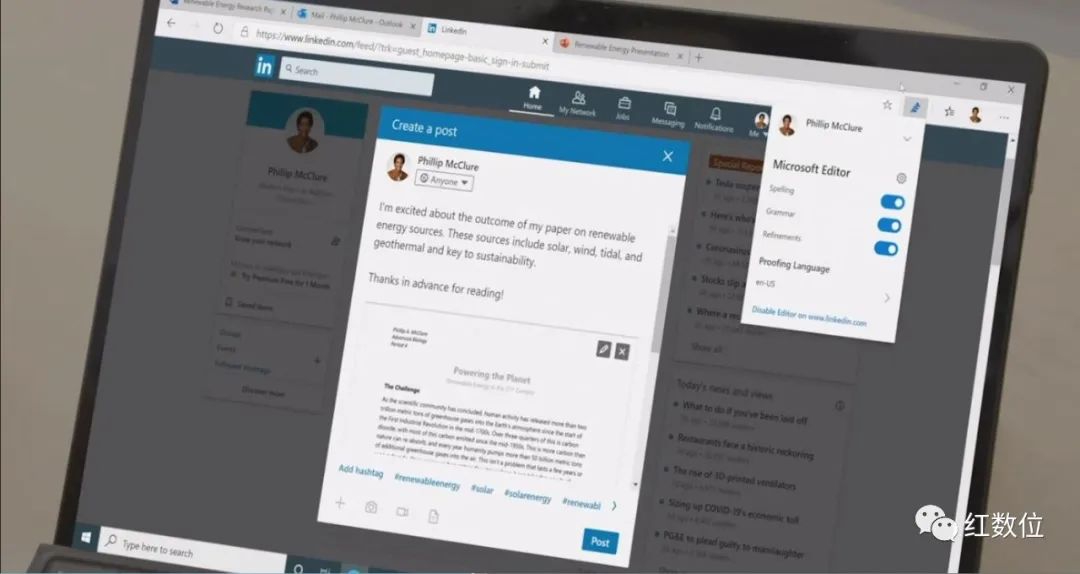 Renewable Energy Research Pap
Mail - Phillip McClure - Outlook
LinkedIn
Renewable Energy Presentation
https://www.linkedin.com/feed/?trk=guest_homepage-basic_sign-in-submit
in
Search
Home
My Network
Jobs
Messaging
Notifications
Me
Phillip McClure
Microsoft Editor
Spelling
Grammar
Refinements
Proofing Language
en-US
Disable Editor on www.linkedin.com
Phillip McClure
Grow your network
Try Premium Free for 1 Month
Saved items
Groups
Events
Followed Hashtags
Discover more
Create a post
Phillip McClure
Anyone
I'm excited about the outcome of my paper on renewable
energy sources. These sources include solar, wind, tidal, and
geothermal and key to sustainability.
Thanks in advance for reading!
Phillip A. McClure
Advanced Biology
Period 4
Powering the Planet
Renewable Energy in the 21st Century
The Challenge
As the scientific community has concluded, human activity has released more than two
trillion metric tons of greenhouse gases into the Earth's atmosphere since the start of
the First Industrial Revolution in the mid-1700s. Over three quarters of this is carbon
dioxide, with most of this carbon emitted since the mid-1950s. This is more carbon than
nature can re absorb, and every year humanity pumps more than 50 billion metric tons
of additional greenhouse gases into the air. This isn't a problem that lasts a few years or
Add hashtag
#renewableenergy
#solar
#solarenergy
#renewabl
Post
Special Repo
Tesla suspe
Here's who
Coronavirus
Stocks slip a
Where a re
Show all
Today's news and views
What to do if you've been laid off
Restaurants face a historic reckoning
The rise of 3D-printed ventilators
Sizing up COVID-19's economic toll
PG&E to plead guilty to manslaughter
Type here to search
红数位